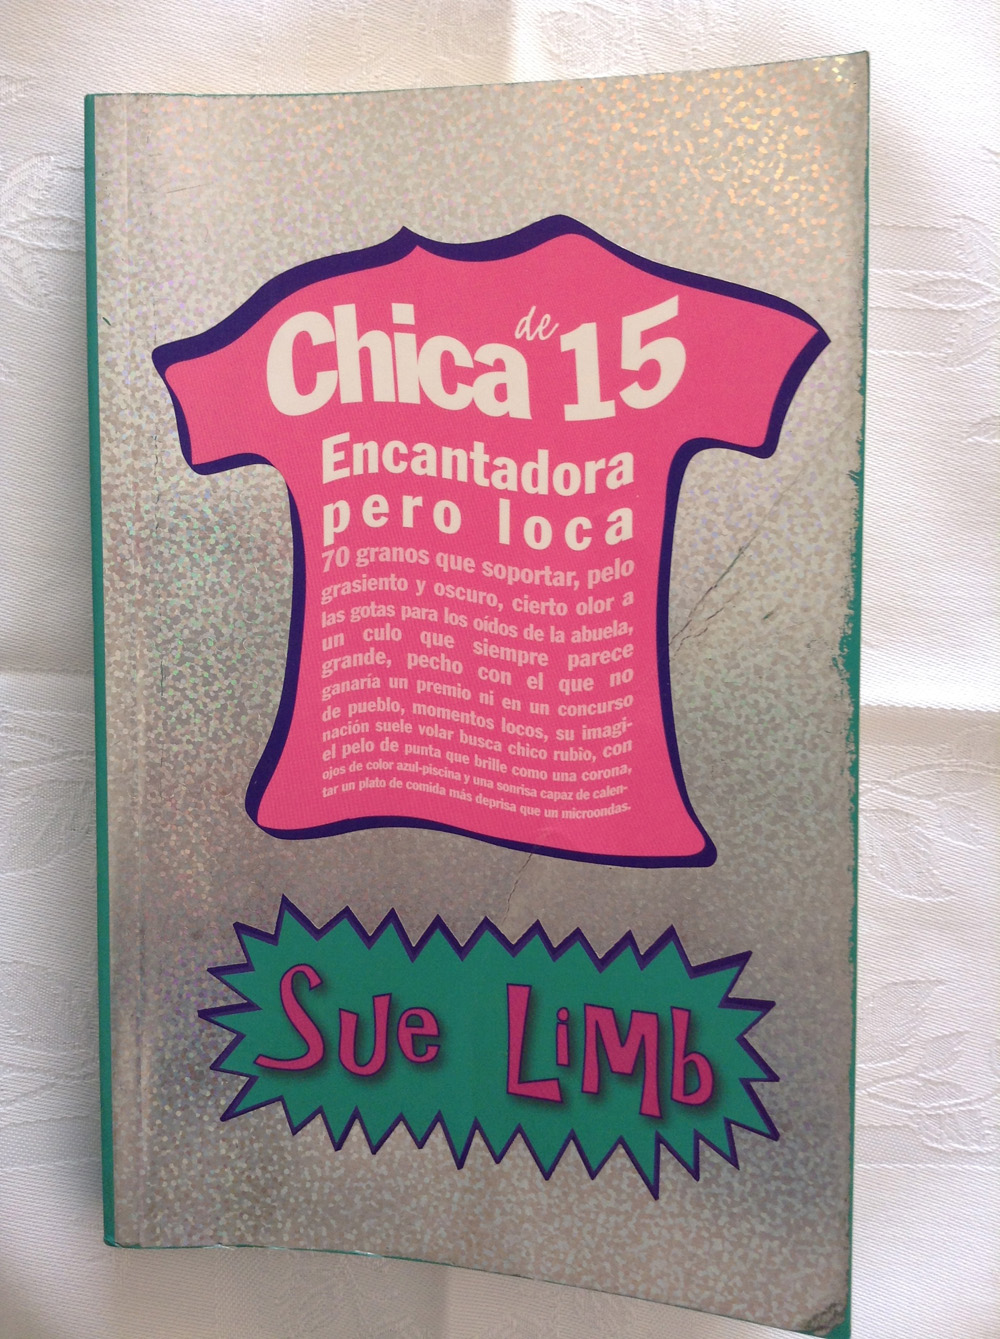 Chica de 15
Encantadora
pero loca
70 granos que soportar, pelo
grasiento y oscuro, cierto olor a
las gotas para los oídos de la abuela,
un culo que siempre parece
grande, pecho con el que no
ganaría un premio ni en un concurso
de pueblo, momentos locos, su imagi-
nación suele volar busca chico rubio, con
el pelo de punta que brille como una corona,
ojos de color azul-piscina y una sonrisa capaz de calen-
tar un plato de comida más deprisa que un microondas.
Sue Limb